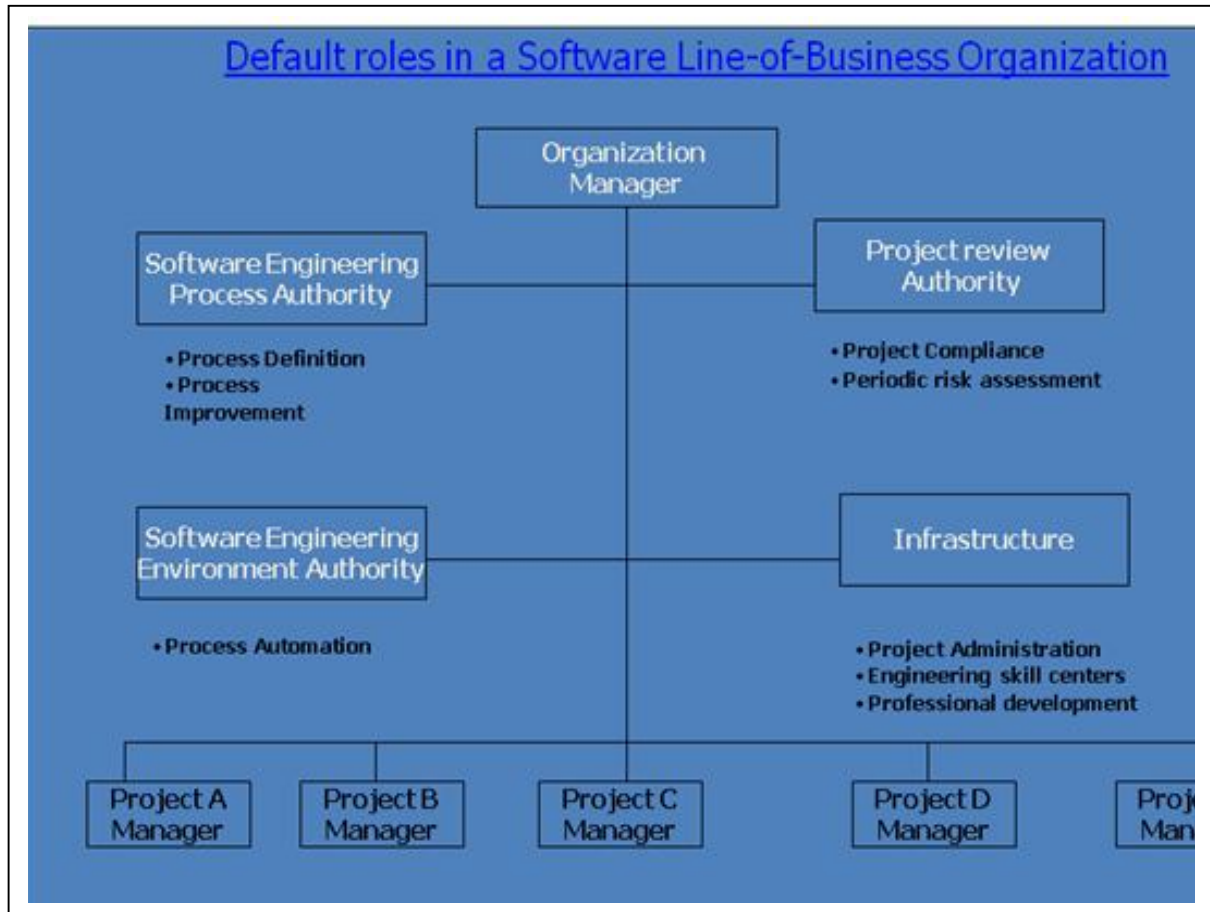 Default roles in a Software Line-of-Business Organization
Organization
Manager
Software Engineering
Process Authority
Project review
Authority
• Process Definition
• Process
Improvement
• Project Compliance
• Periodic risk assessment
Software Engineering
Environment Authority
Infrastructure
• Process Automation
• Project Administration
• Engineering skill centers
• Professional development
Project A
Manager
Project B
Manager
Project C
Manager
Project D
Manager